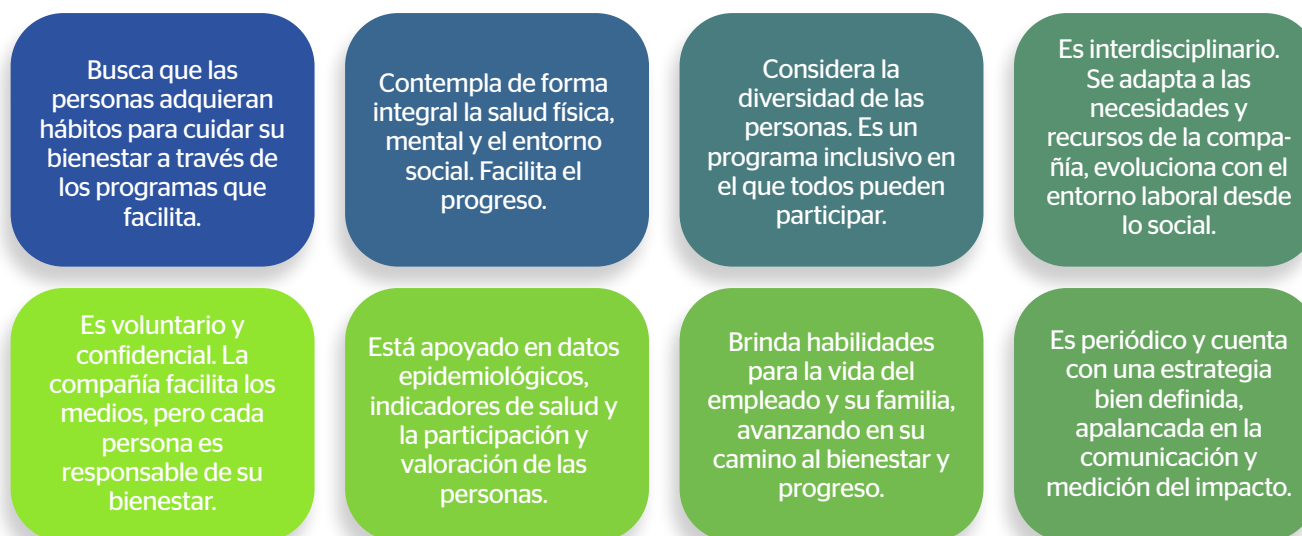 Busca que las
personas adquieran
hábitos para cuidar su
bienestar a través de
los programas que
facilita.
Contempla de forma
integral la salud física,
mental y el entorno
social. Facilita el
progreso.
Considera la
diversidad de las
personas. Es un
programa inclusivo en
el que todos pueden
participar.
Es interdisciplinario.
Se adapta a las
necesidades y
recursos de la compa-
ñía, evoluciona con el
entorno laboral desde
lo social.
Es voluntario y
confidencial. La
compañía facilita los
medios, pero cada
persona es
responsable de su
bienestar.
Está apoyado en datos
epidemiológicos,
indicadores de salud y
la participación y
valoración de las
personas.
Brinda habilidades
para la vida del
empleado y su familia,
avanzando en su
camino al bienestar y
progreso.
Es periódico y cuenta
con una estrategia
bien definida,
apalancada en la
comunicación y
medición del impacto.